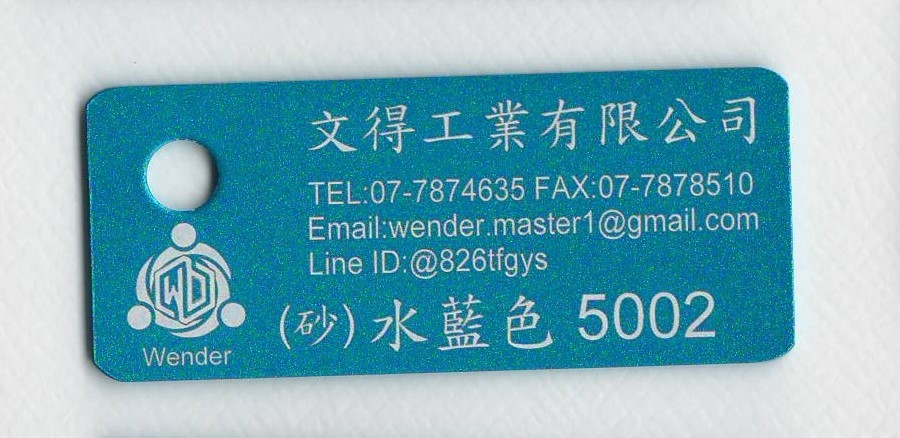 文得工業有限公司
TEL:07-7874635 FAX:07-7878510
Email:wender.master1@gmail.com
Line ID:@826tfgys
(砂)水藍色 5002
WD
Wender